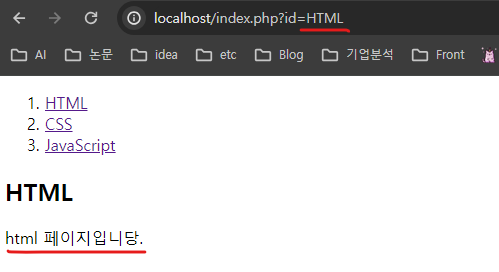 localhost/index.php?id=HTML
AI 논문 idea etc Blog 기업분석 Front
1. HTML
2. CSS
3. JavaScript
HTML
html 페이지입니당.